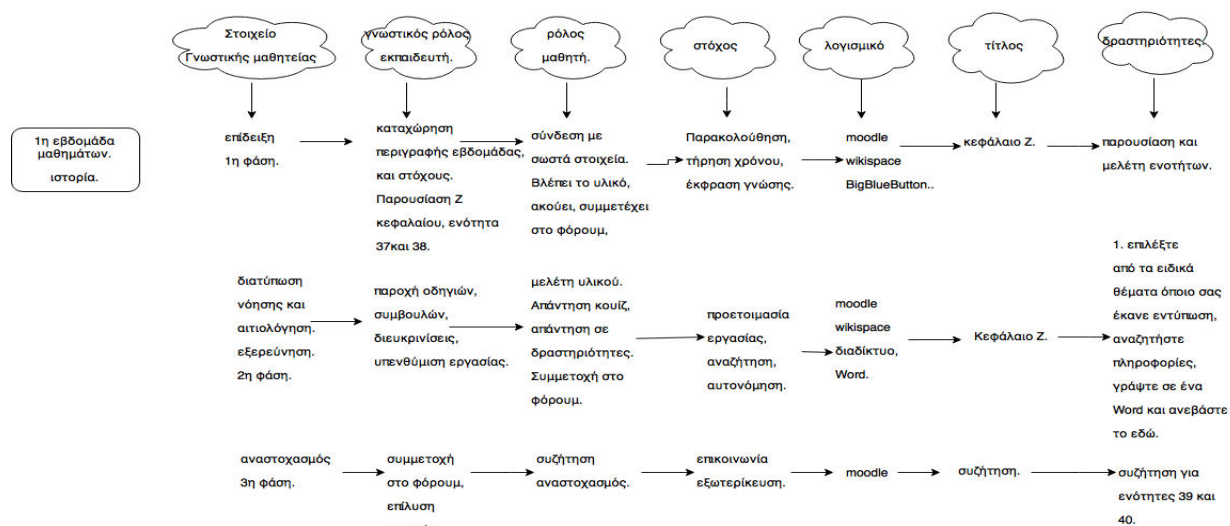 Στοιχείο
Γνωστικής μαθητείας
γνωστικός ρόλος
εκπαιδευτή.
ρόλος
μαθητή.
στόχος
λογισμικό
τίτλος
δραστηριότητες.
1η εβδομάδα
μαθημάτων.
ιστορία.
επίδειξη
1η φάση.
καταχώρηση
περιγραφής εβδομάδας,
και στόχους.
Παρουσίαση Ζ
κεφαλαίου, ενότητα
37και 38.
σύνδεση με
σωστά στοιχεία.
Βλέπει το υλικό,
ακούει, συμμετέχει
στο φόρουμ,
Παρακολούθηση,
τήρηση χρόνου,
έκφραση γνώσης.
moodle
wikispace
BigBlueButton..
κεφάλαιο Ζ.
παρουσίαση και
μελέτη ενοτήτων.
διατύπωση
νόησης και
αιτιολόγηση.
εξερεύνηση.
2η φάση.
παροχή οδηγιών,
συμβουλών,
διευκρινίσεις,
υπενθύμιση εργασίας.
μελέτη υλικού.
Απάντηση κουίζ,
απάντηση σε
δραστηριότητες.
Συμμετοχή στο
φόρουμ.
προετοιμασία
εργασίας,
αναζήτηση,
αυτονόμηση.
moodle
wikispace
διαδίκτυο,
Word.
Κεφάλαιο Ζ.
1. επιλέξτε
από τα ειδικά
θέματα όποιο σας
έκανε εντύπωση,
αναζητήστε
πληροφορίες,
γράψτε σε ένα
Word και ανεβάστε
το εδώ.
αναστοχασμός
3η φάση.
συμμετοχή
στο φόρουμ,
επίλυση
συζήτηση
αναστοχασμός.
επικοινωνία
εξωτερίκευση.
moodle
συζήτηση.
συζήτηση για
ενότητες 39 και
40.